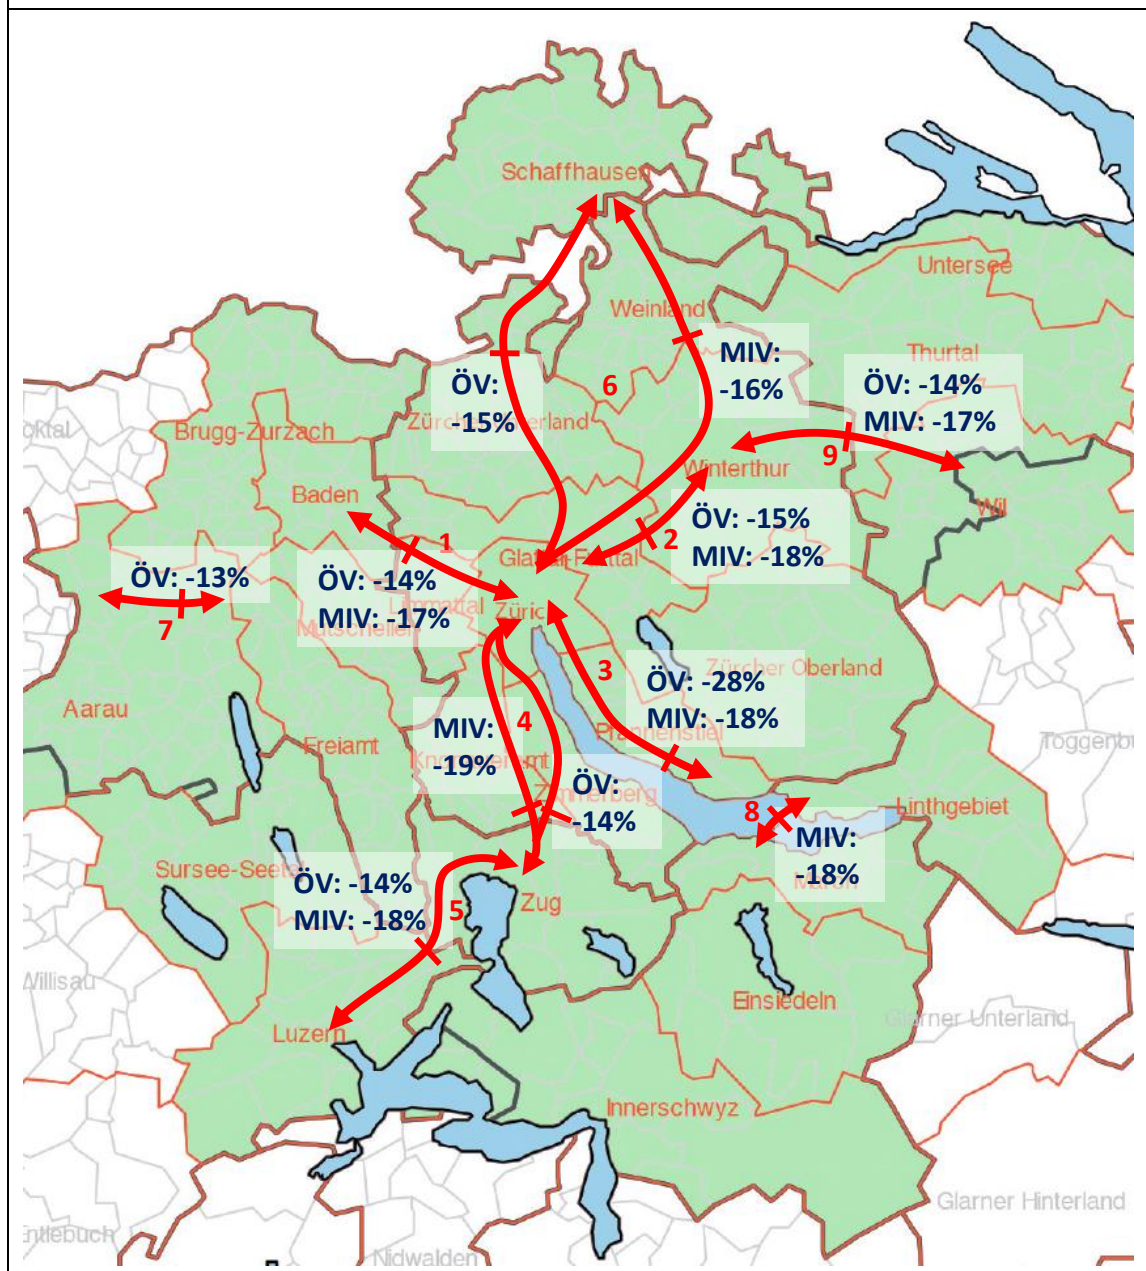 Schaffhausen
Untersee
Weinland
MIV:
-16%
Thurtal
ÖV:
-15%
6
ÖV: -14%
MIV: -17%
Brugg-Zurzach
9
Winterthur
Baden
Wil
ÖV: -15%
MIV: -18%
2
1
ÖV: -13%
7
ÖV: -14%
MIV: -17%
3
Zürcher Oberland
ÖV: -28%
MIV: -18%
Pfannenstiel
Aarau
Freiamt
4
MIV:
-19%
Toggenbu
ÖV:
-14%
Zimmerberg
8
Linthgebiet
MIV:
-18%
Sursee-Seetal
ÖV: -14%
MIV: -18%
5
Zug
Willisau
Einsiedeln
Glarner Unterland
Luzern
Innerschwyz
Glarner Hinterland
Entlebuch
Nidwalden